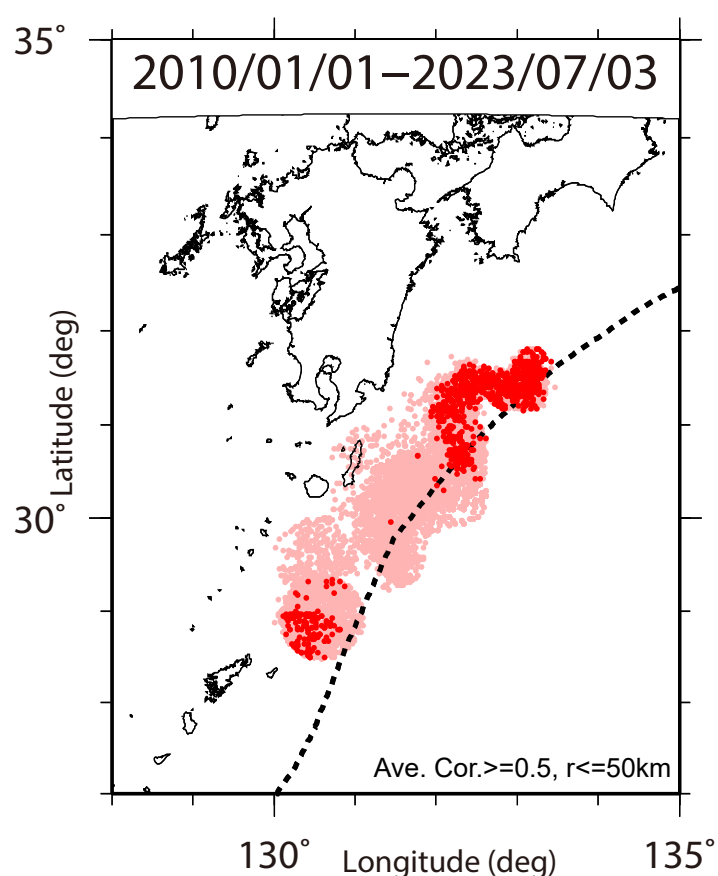 35°
2010/01/01−2023/07/03
Latitude (deg)
30°
Ave. Cor.>=0.5, r<=50km
130°
135°
Longitude (deg)